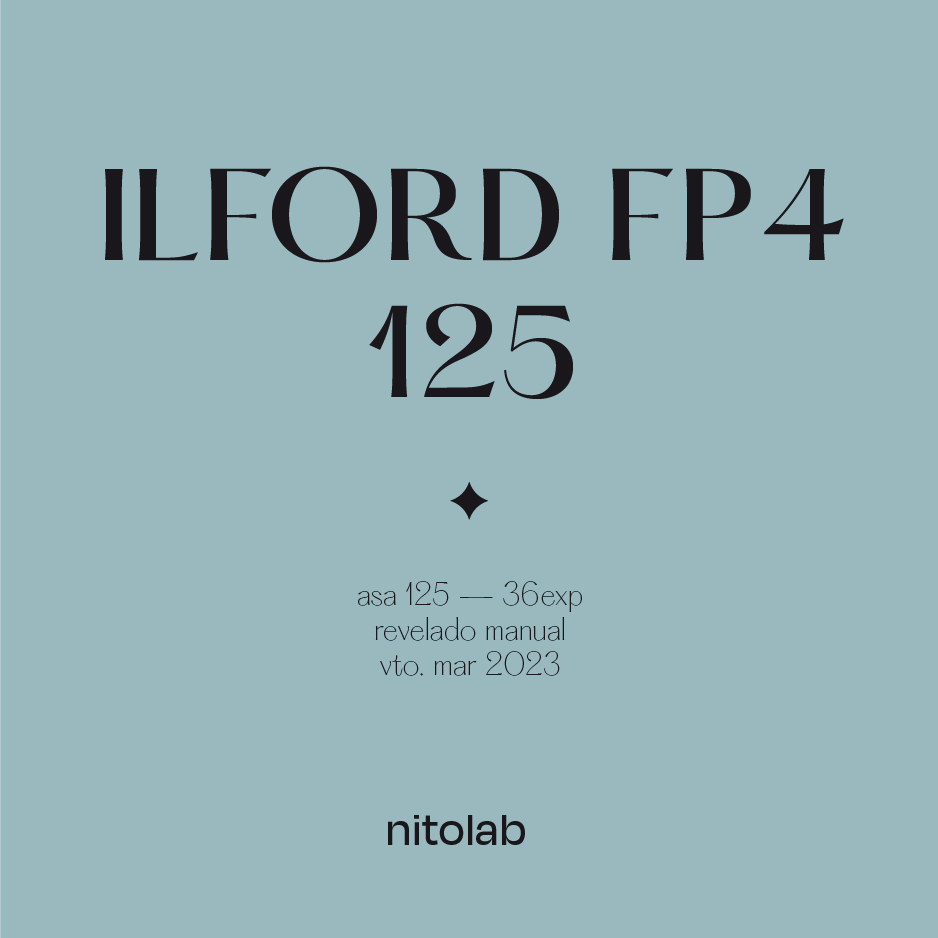 ILFORD FP4
125
asa 125 — 36exp
revelado manual
vto. mar 2023
nitolab